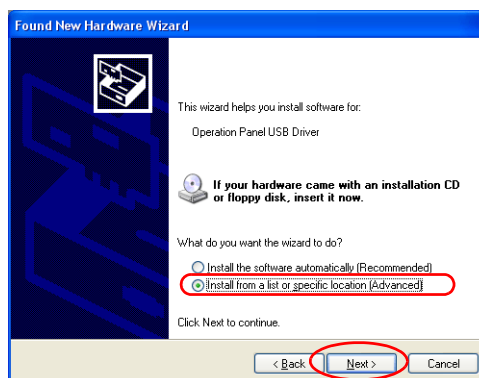 Found New Hardware Wizard
This wizard helps you install software for:
Operation Panel USB Driver
If your hardware came with an installation CD
or floppy disk, insert it now.
What do you want the wizard to do?
Install the software automatically (Recommended)
Install from a list or specific location (Advanced)
Click Next to continue.
< Back Next > Cancel